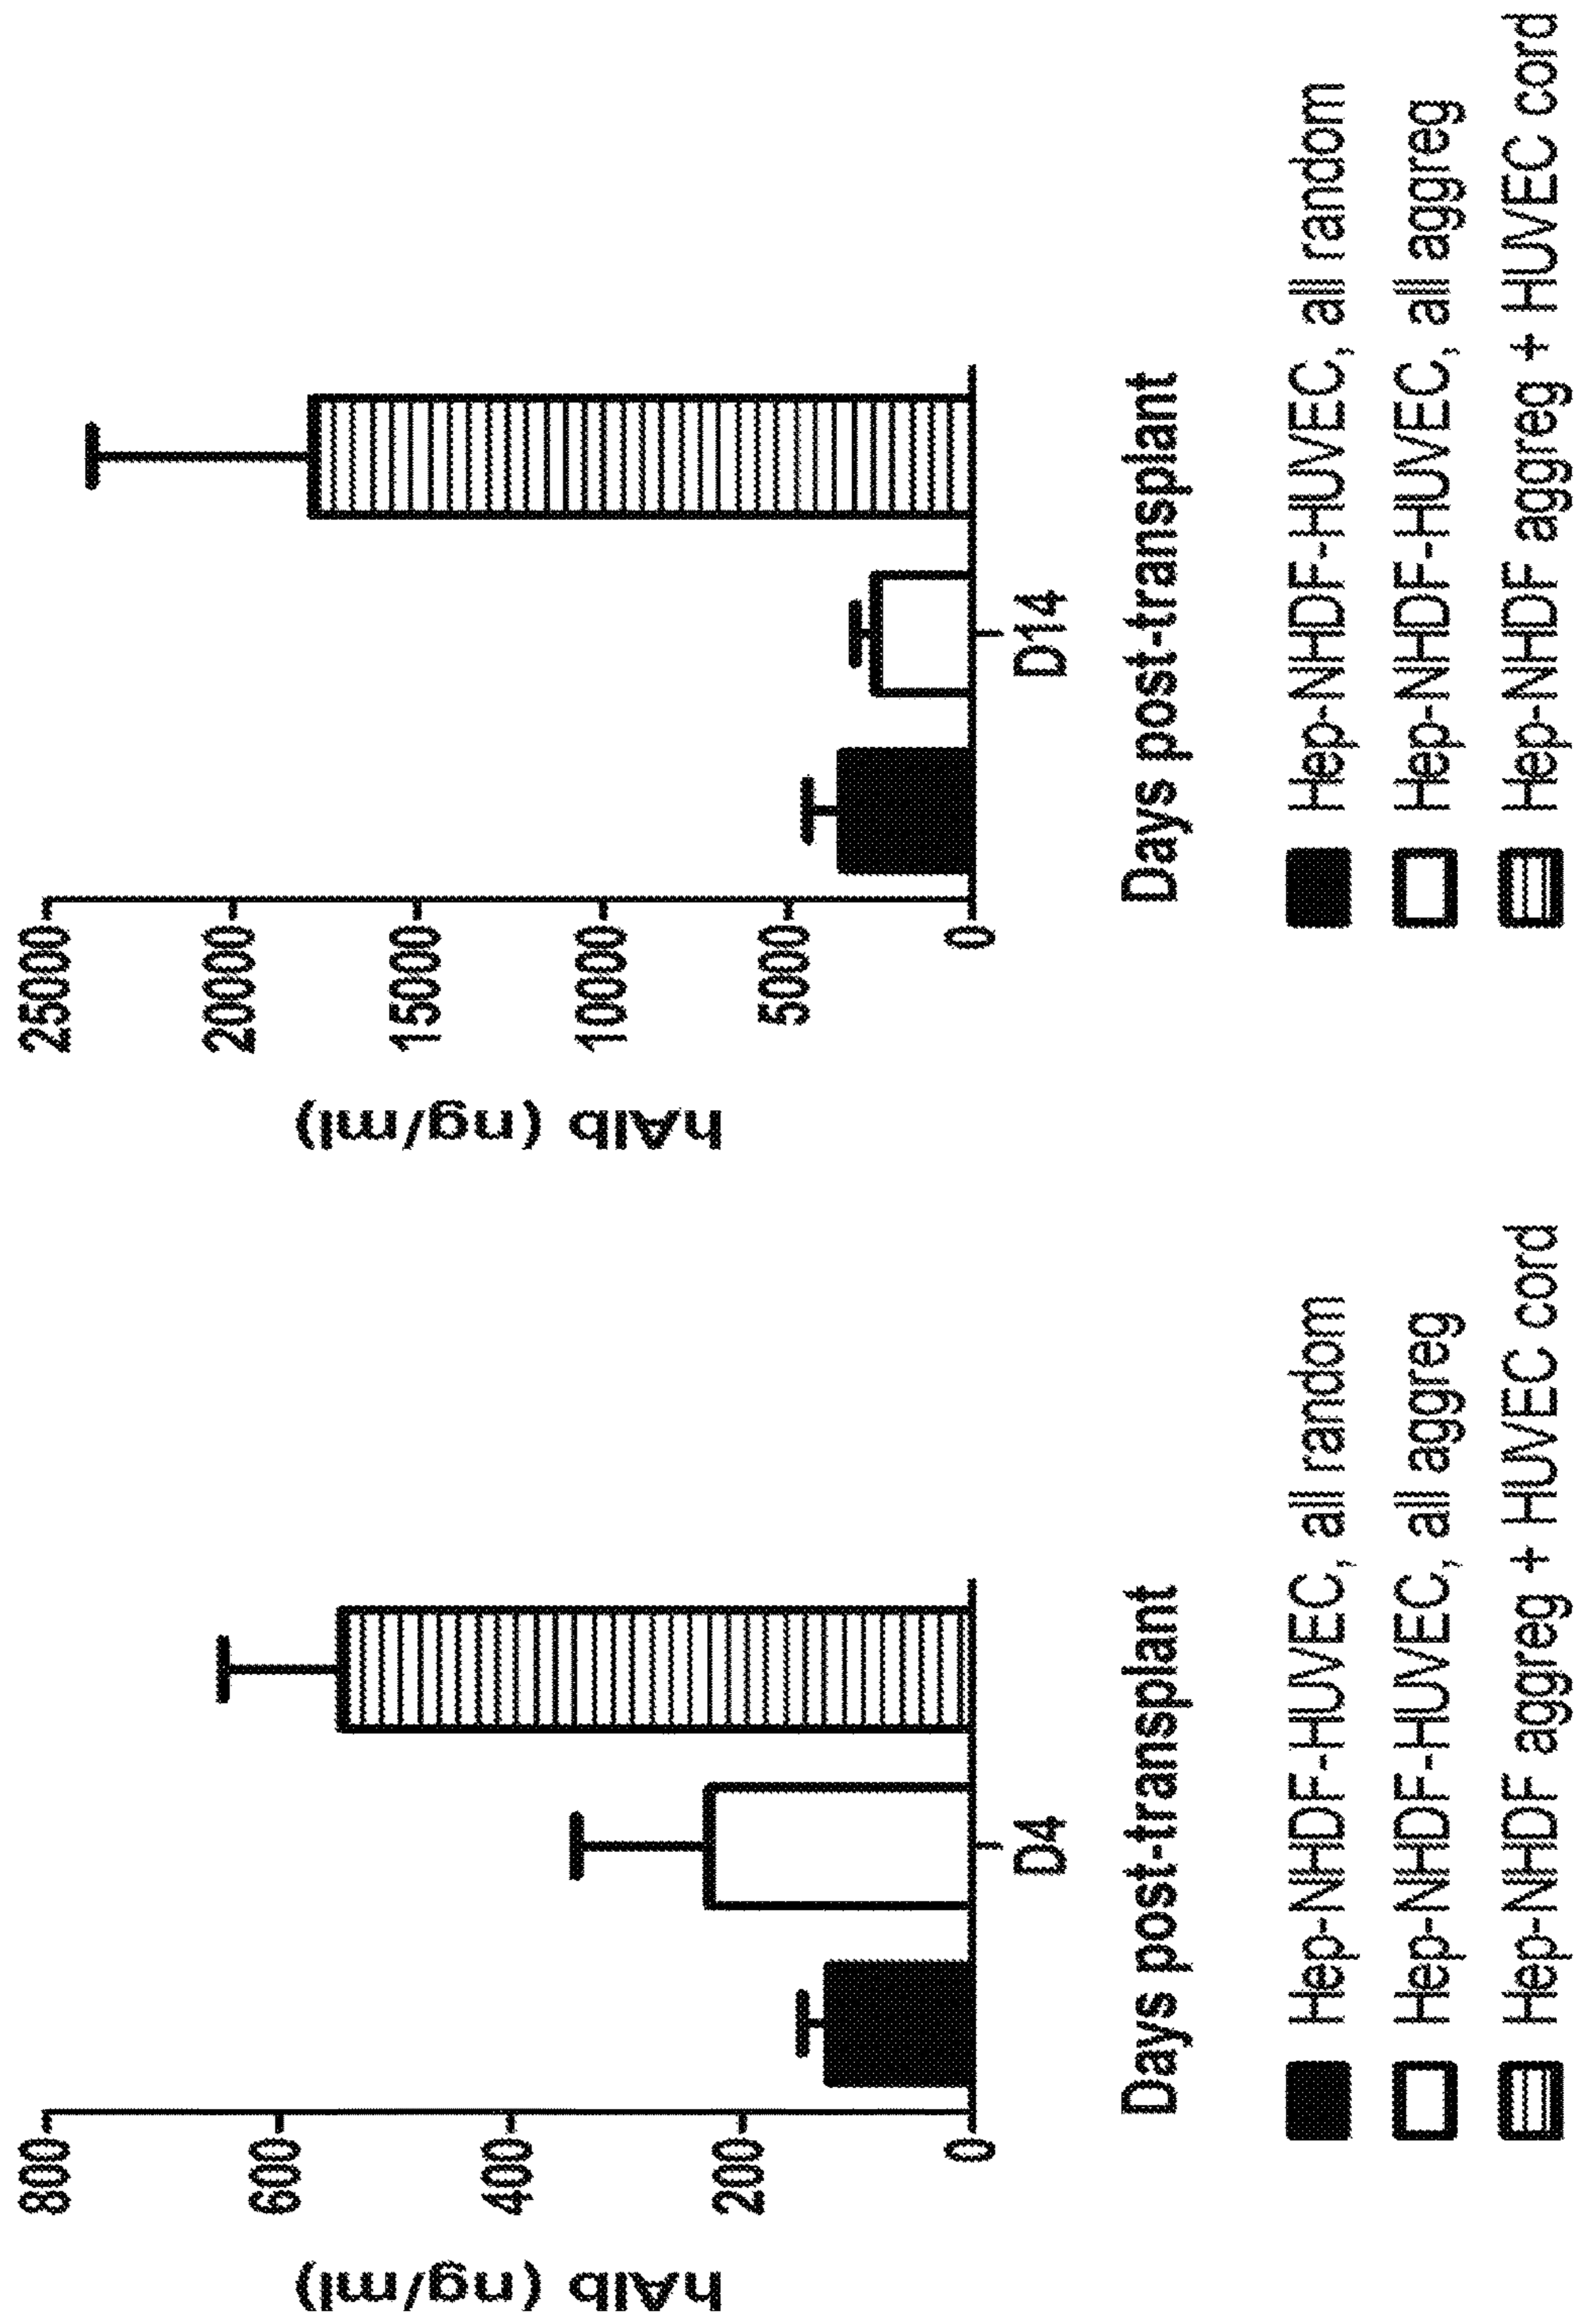 hAlb (ng/ml)
800
600
400
200
0
D4
Days post-transplant
Hep-NHDF-HUVEC, all random
Hep-NHDF-HUVEC, all aggreg
Hep-NHDF aggreg + HUVEC cord
hAlb (ng/ml)
25000
20000
15000
10000
5000
0
D14
Days post-transplant
Hep-NHDF-HUVEC, all random
Hep-NHDF-HUVEC, all aggreg
Hep-NHDF aggreg + HUVEC cord